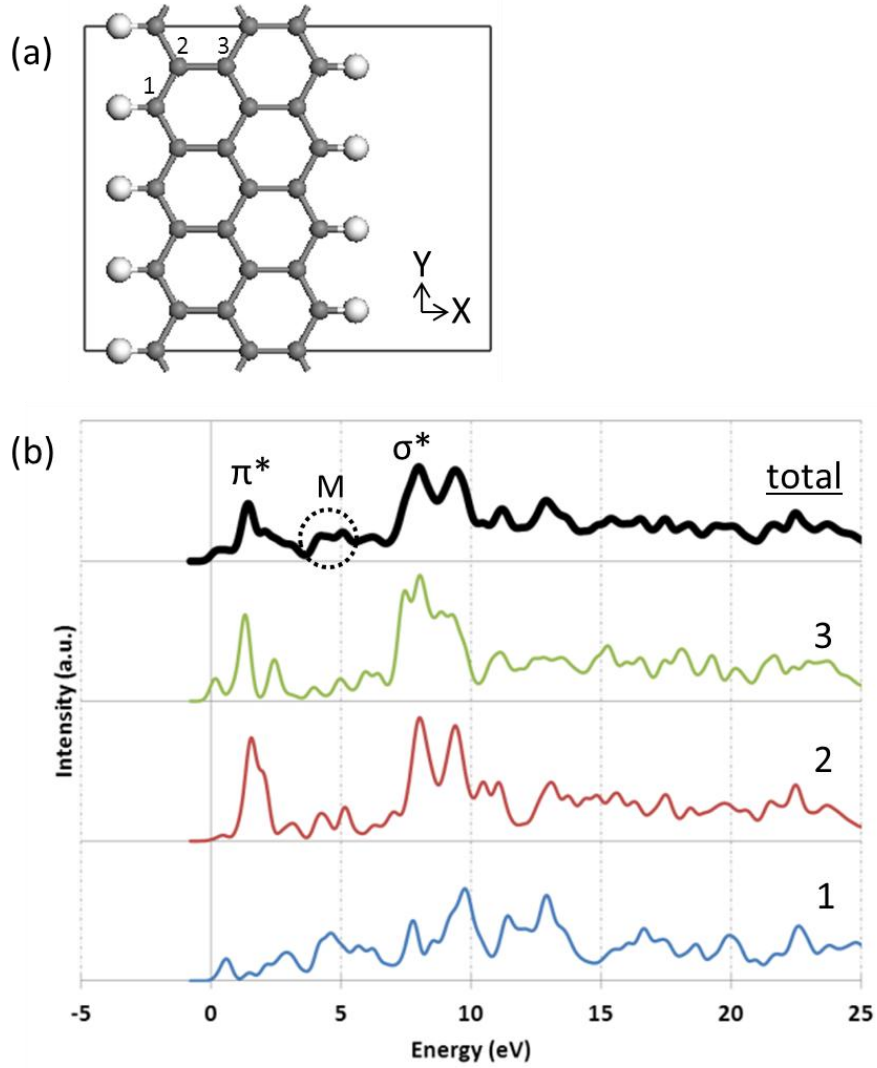 (a)
2 3
1
Y
X
(b)
π*
M
σ*
total
3
2
1
Intensity (a.u.)
-5 0 5 10 15 20 25
Energy (eV)